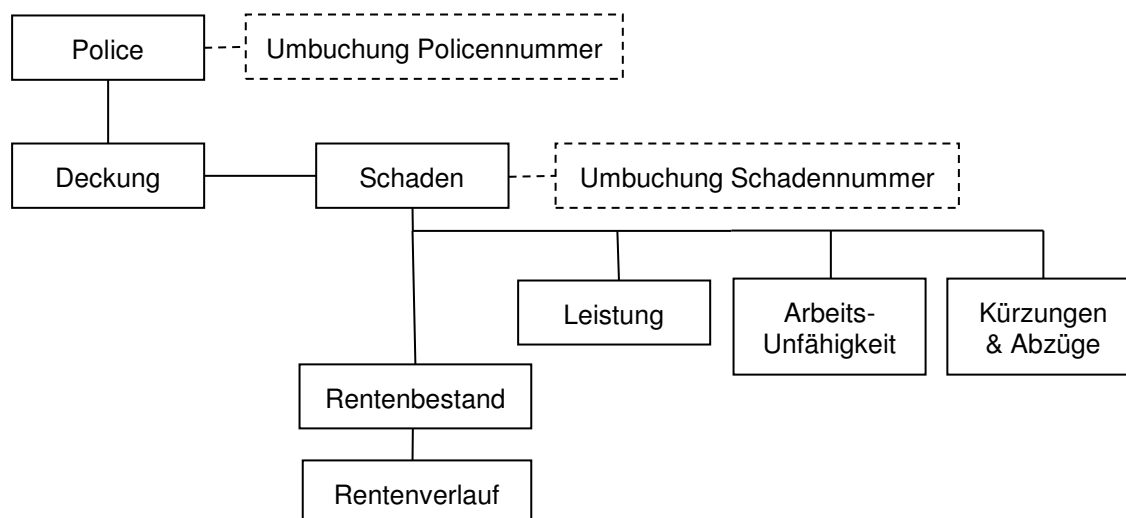 Police
Umbuchung Policennummer
Deckung
Schaden
Umbuchung Schadennummer
Leistung
Arbeits-
Unfähigkeit
Kürzungen
& Abzüge
Rentenbestand
Rentenverlauf